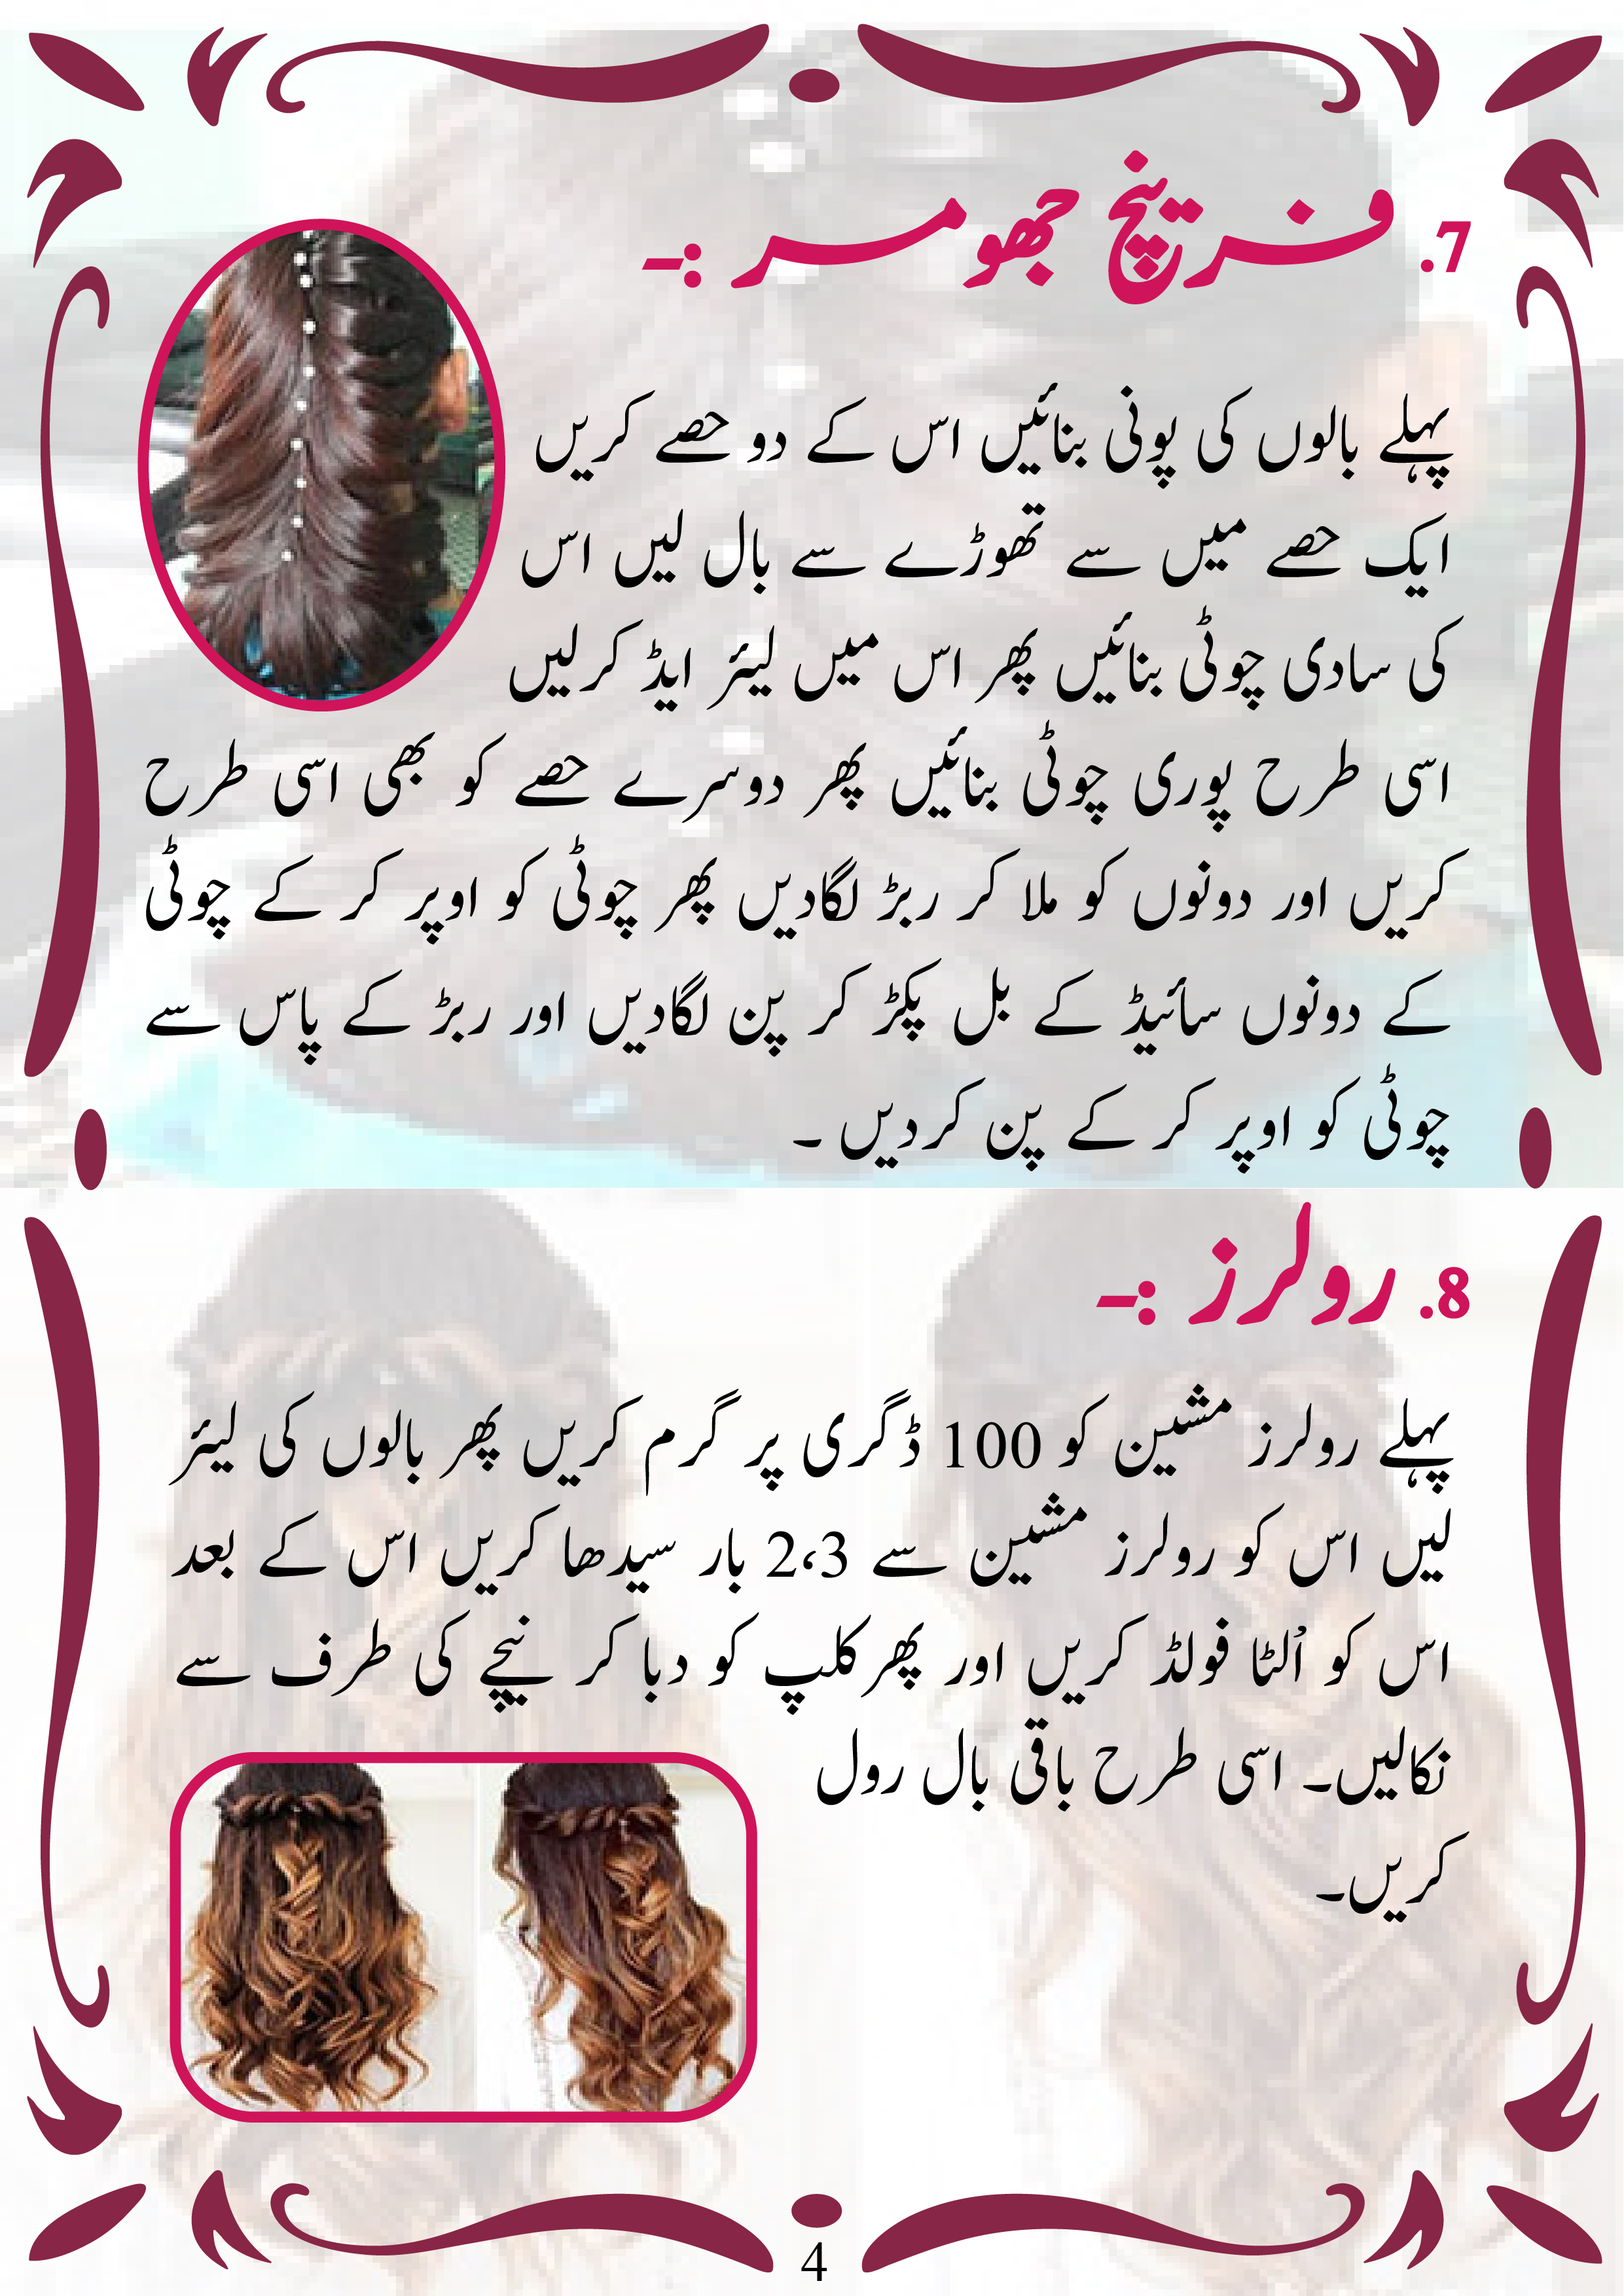 7. فرینچ جھومر :۔
پہلے بالوں کی پونی بنائیں اس کے دو حصے کریں
ایک حصے میں سے تھوڑے سے بال لیں اس
کی سادی چوٹی بنائیں پھر اس میں لیئر ایڈ کرلیں
اسی طرح پوری چوٹی بنائیں پھر دوسرے حصے کو بھی اسی طرح
کریں اور دونوں کو ملا کر ربڑ لگادیں پھر چوٹی کو اوپر کر کے چوٹی
کے دونوں سائیڈ کے بل پکڑ کر پن لگادیں اور ربڑ کے پاس سے
چوٹی کو اوپر کر کے پن کردیں ۔
8. رولرز :۔
پہلے رولرز مشین کو 100 ڈگری پر گرم کریں پھر بالوں کی لیئر
لیں اس کو رولرز مشین سے 2،3 بار سیدھا کریں اس کے بعد
اس کو اُلٹا فولڈ کریں اور پھر کلپ کو دبا کر نیچے کی طرف سے
نکالیں۔ اسی طرح باقی بال رول
کریں۔
4